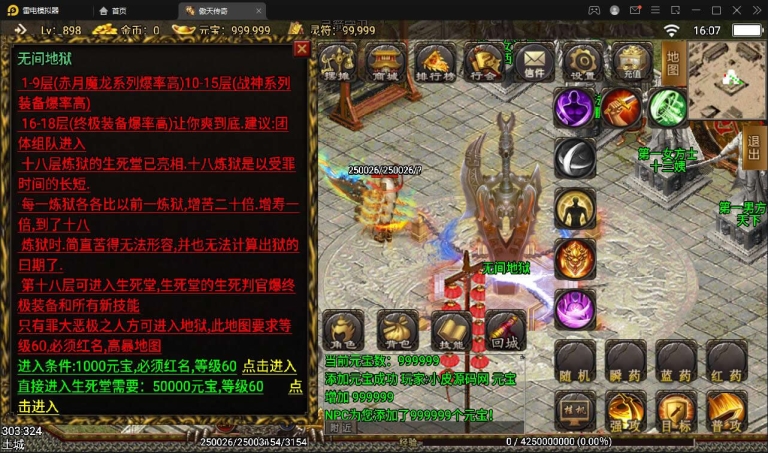 雷电模拟器
首页
傲天传奇
Lv: 898
金币: 0
元宝: 999999
灵符: 99,999
16:07
无间地狱
1-9层(赤月魔龙系列爆率高)10-15层(战神系列
装备爆率高)
16-18层(终极装备爆率高)让你爽到底.建议:团
体组队进入
十八层炼狱的生死堂已亮相.十八炼狱是以受罪
时间的长短.
每一炼狱各各比以前一炼狱,增苦二十倍.增寿一
倍,到了十八
炼狱时.简直苦得无法形容,并也无法计算出狱的
日期了.
第十八层可进入生死堂,生死堂的生死判官爆终
极装备和所有新技能
只有罪大恶极之人方可进入地狱,此地图要求等
级60.必须红名,高暴地图
进入条件:1000元宝,必须红名,等级60 点击进入
直接进入生死堂需要: 50000元宝,等级60 点
击进入
摆摊
商城
排行榜
行会
信件
设置
充值
地图
退出
250026/250026/?
第一女方士
十二姨
第一男方
天下
无间地狱
角色
背包
技能
回城
当前元宝数: 999999
添加元宝成功 玩家:小皮源码网 元宝
增加 999999
NPC为您添加了999999个元宝!
附近
随机
瞬药
蓝药
红药
挂机
强攻
目标
普攻
303:324
土城
经验
0 / 4250000000 (0.00%)